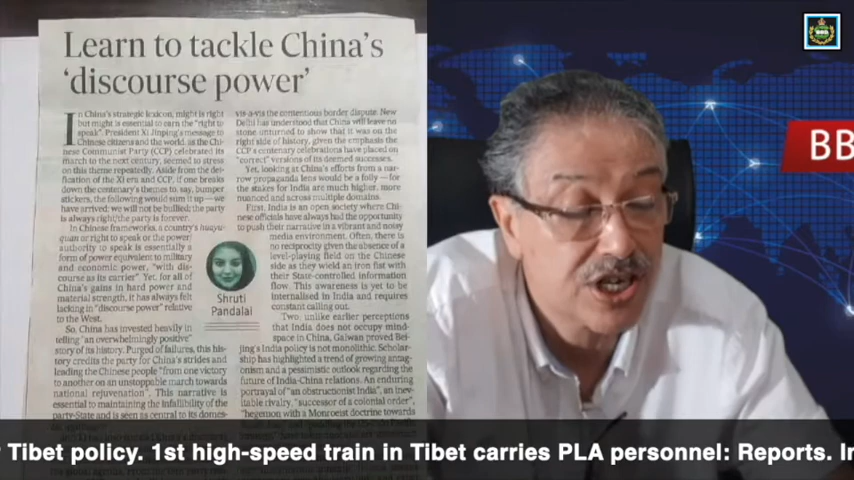 Learn to tackle China's
'discourse power'
In China's strategic lexicon, might is right
but might is essential to earn the "right to
speak". President Xi Jinping's message to
Chinese citizens and the world, as the Chi-
nese Communist Party (CCP) celebrated its
march to the next century, seemed to stress
on this theme repeatedly. Aside from the dei-
fication of the XI era and CCP, if one breaks
down the centenary's themes to, say, bumper
stickers, the following would sum it up — we
have arrived; we will not be bullied; the party
is always right/the party is forever.
In Chinese frameworks, a country's huayu-
quan or right to speak or the power/
authority to speak is essentially a
form of power equivalent to military
and economic power, "with dis-
course as its carrier". Yet, for all of
China's gains in hard power and
material strength, it has always felt
lacking in "discourse power" relative
to the West.
So, China has invested heavily in
telling "an overwhelmingly positive"
story of its history. Purged of failures, this his-
tory credits the party for China's strides and
leading the Chinese people "from one victory
to another on an unstoppable march towards
national rejuvenation". This narrative is
essential to maintaining the infallibility of the
party-State and is seen as central to its domes-
Shruti
Pandalai
vis-a-vis the contentious border dispute. New
Delhi has understood that China will leave no
stone unturned to show that it was on the
right side of history, given the emphasis the
CCP's centenary celebrations have placed on
"correct" versions of its deemed successes.
Yet, looking at China's efforts from a nar-
row propaganda lens would be a folly — for
the stakes for India are much higher, more
nuanced and across multiple domains.
First, India is an open society where Chi-
nese officials have always had the opportunity
to push their narrative in a vibrant and noisy
media environment. Often, there is
no reciprocity given the absence of a
level-playing field on the Chinese
side as they wield an iron fist with
their State-controlled information
flow. This awareness is yet to be
internalised in India and requires
constant calling out.
Two, unlike earlier perceptions
that India does not occupy mind-
space in China, Galwan proved Bei-
jing's India policy is not monolithic. Scholar-
ship has highlighted a trend of growing antag-
onism and a pessimistic outlook regarding the
future of India-China relations. An enduring
portrayal of "an obstructionist India", an ine-
vitable rivalry, "successor of a colonial order",
"hegemon with a Monroeist doctrine towards
BB
Tibet policy. 1st high-speed train in Tibet carries PLA personnel: Reports. In